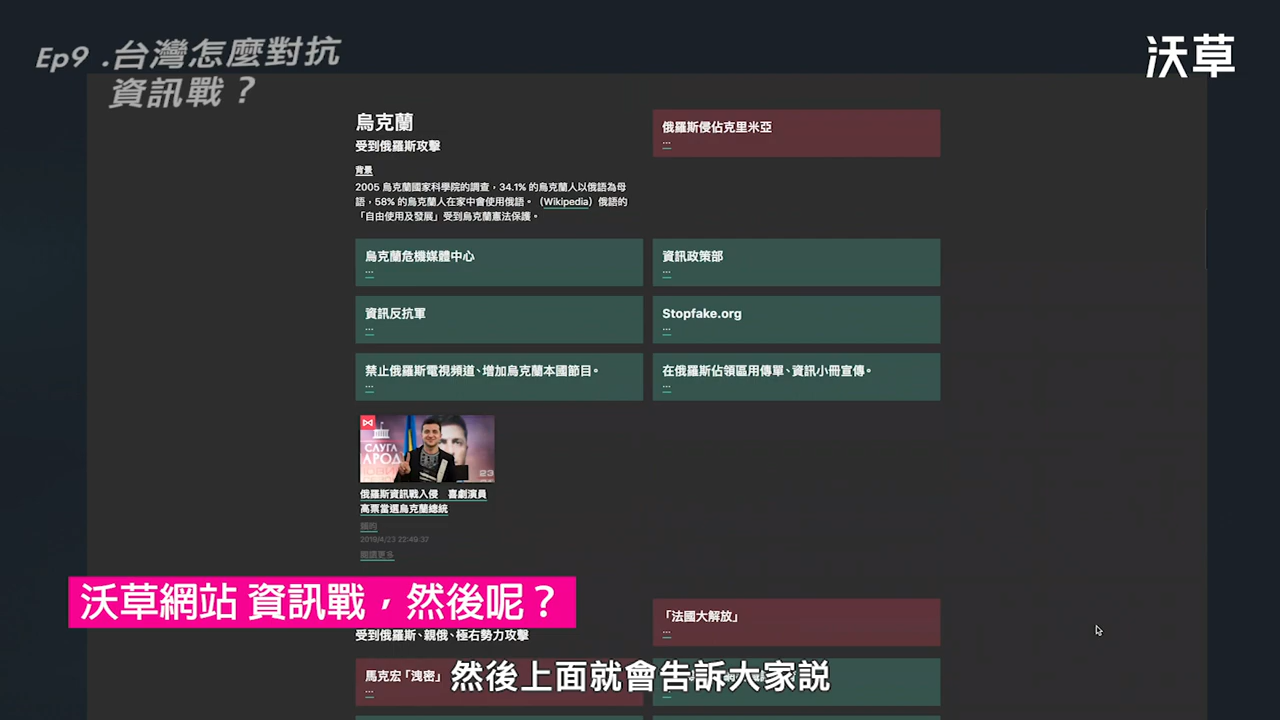 Ep9 .台灣怎麼對抗
資訊戰？
沃草
烏克蘭
受到俄羅斯攻擊
背景
2005 烏克蘭國家科學院的調查，34.1% 的烏克蘭人以俄語為母
語，58% 的烏克蘭人在家中會使用俄語。（Wikipedia）俄語的
「自由使用及發展」受到烏克蘭憲法保護。
俄羅斯侵佔克里米亞
...
烏克蘭危機媒體中心
...
資訊政策部
...
資訊反抗軍
...
Stopfake.org
...
禁止俄羅斯電視頻道、增加烏克蘭本國節目。
...
在俄羅斯佔領區用傳單、資訊小冊宣傳。
...
СЛУГА
АРОД
23
俄羅斯資訊戰入侵　喜劇演員
高票當選烏克蘭總統
2019/4/23 22:49:37
閱讀更多
沃草網站 資訊戰，然後呢？
受到俄羅斯、親俄、極右勢力攻擊
「法國大解放」
...
馬克宏「洩密」
...
然後上面就會告訴大家説